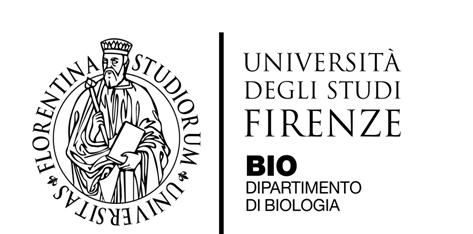 FLORENTINA STUDIORUM UNIVERSITAS
UNIVERSITÀ
DEGLI STUDI
FIRENZE
BIO
DIPARTIMENTO
DI BIOLOGIA